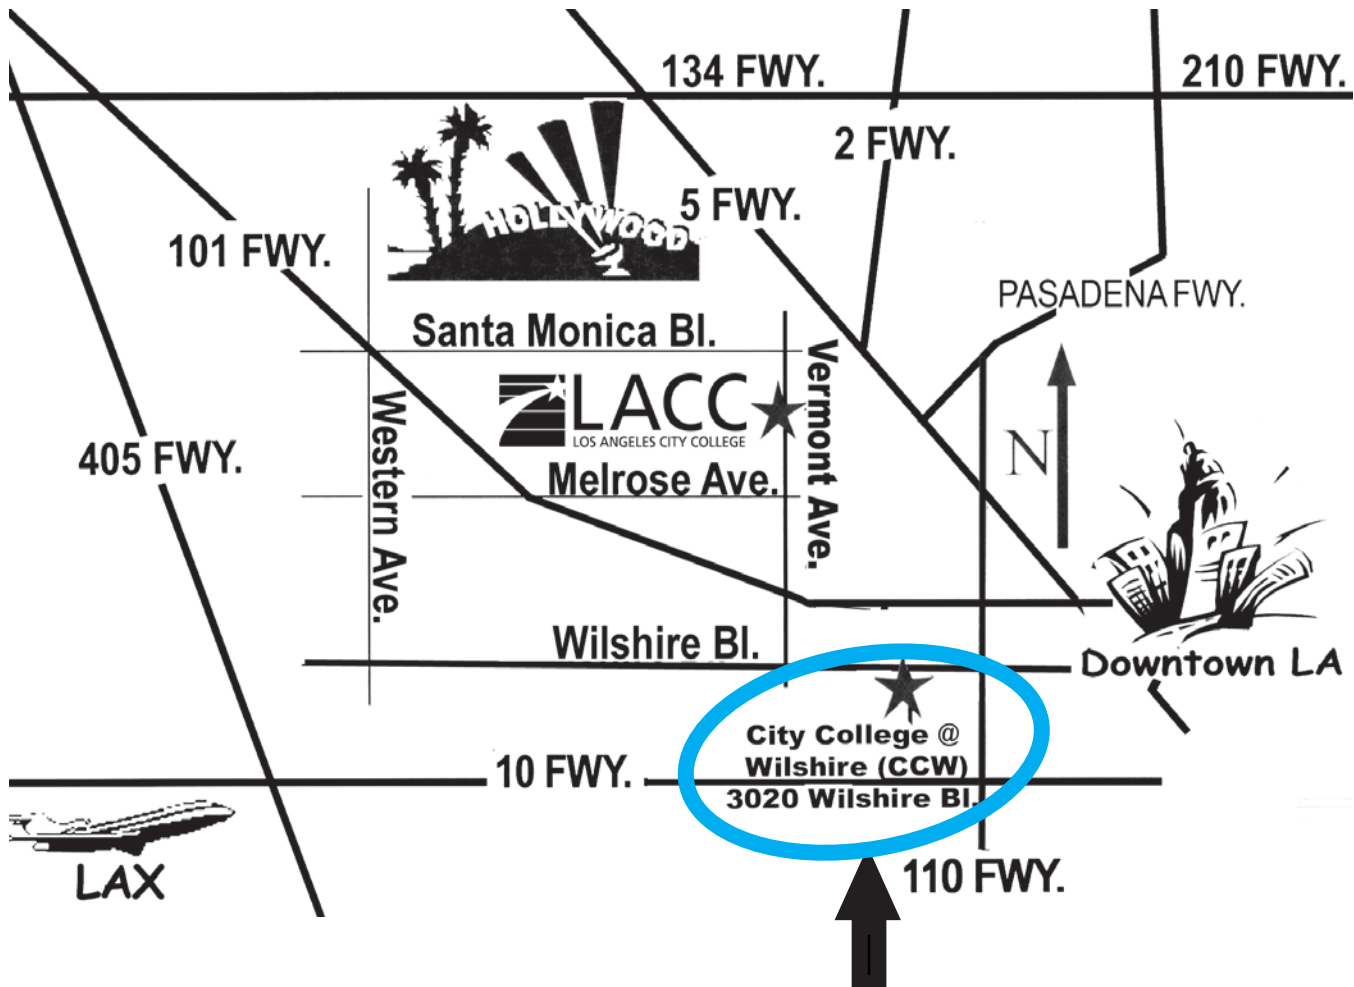 134 FWY.
210 FWY.
2 FWY.
HOLLYWOOD
5 FWY.
101 FWY.
PASADENA FWY.
Santa Monica Bl.
Vermont Ave.
LACC
LOS ANGELES CITY COLLEGE
Western Ave.
N
405 FWY.
Melrose Ave.
Wilshire Bl.
Downtown LA
City College @
Wilshire (CCW)
3020 Wilshire Bl.
10 FWY.
LAX
110 FWY.